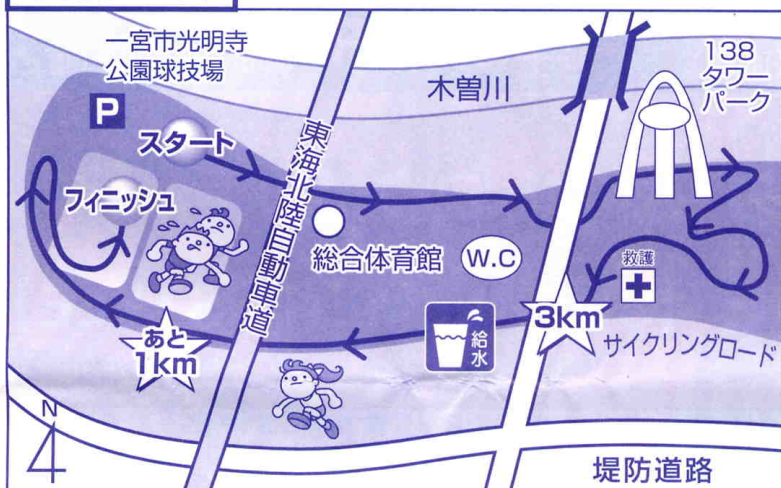 一宮市光明寺
公園球技場
P
スタート
フィニッシュ
東海北陸自動車道
木曽川
138
タワー
パーク
総合体育館
W.C
救護
給水
3km
サイクリングロード
あと
1km
N
堤防道路